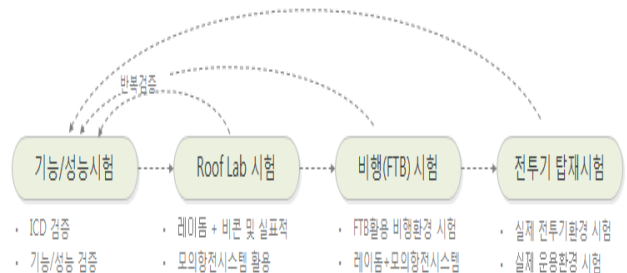 반복검증
기능/성능시험
Roof Lab 시험
비행(FTB) 시험
전투기 탑재시험
- ICD 검증
- 기능/성능 검증
- 레이돔 + 비콘 및 실표적
- 모의항전시스템 활용
- FTB활용 비행환경 시험
- 레이돔+모의항전시스템
- 실제 전투기환경 시험
- 실제 운용환경 시험